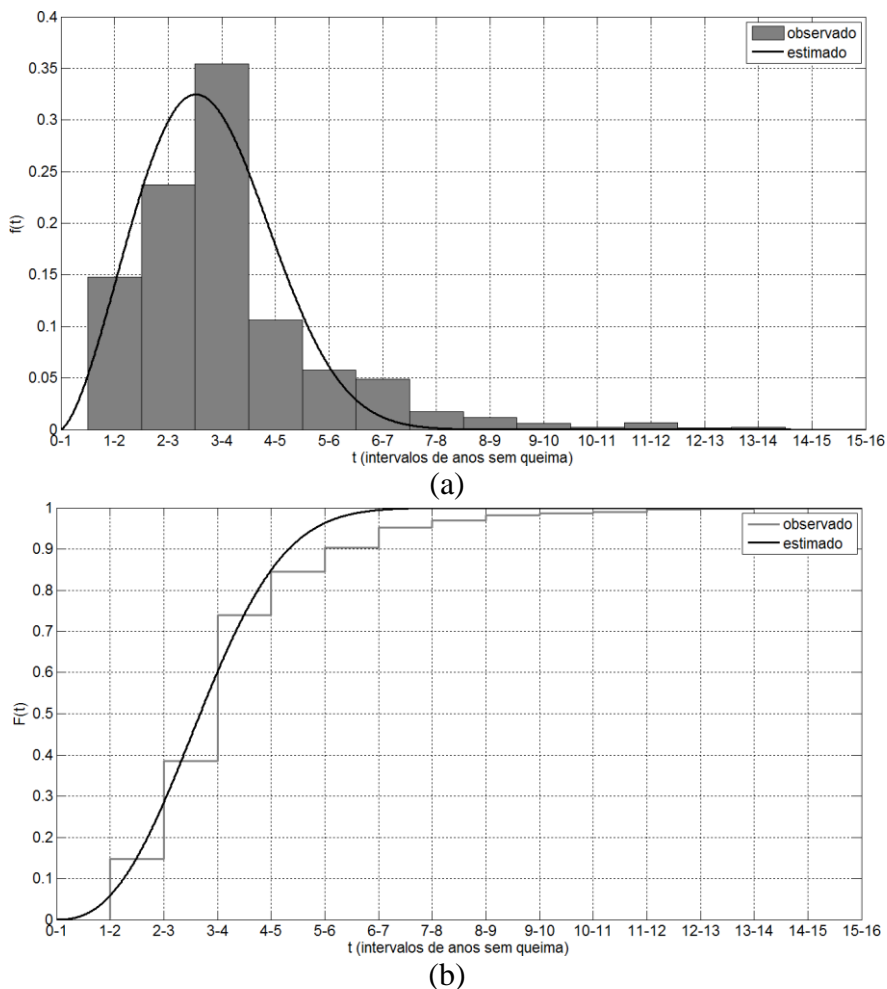 0.4
0.35
0.3
0.25
0.2
0.15
0.1
0.05
0
f(t)
observado
estimado
0-1 1-2 2-3 3-4 4-5 5-6 6-7 7-8 8-9 9-10 10-11 11-12 12-13 13-14 14-15 15-16
t (intervalos de anos sem queima)
(a)
1
0.9
0.8
0.7
0.6
0.5
0.4
0.3
0.2
0.1
0
F(t)
observado
estimado
0-1 1-2 2-3 3-4 4-5 5-6 6-7 7-8 8-9 9-10 10-11 11-12 12-13 13-14 14-15 15-16
t (intervalos de anos sem queima)
(b)